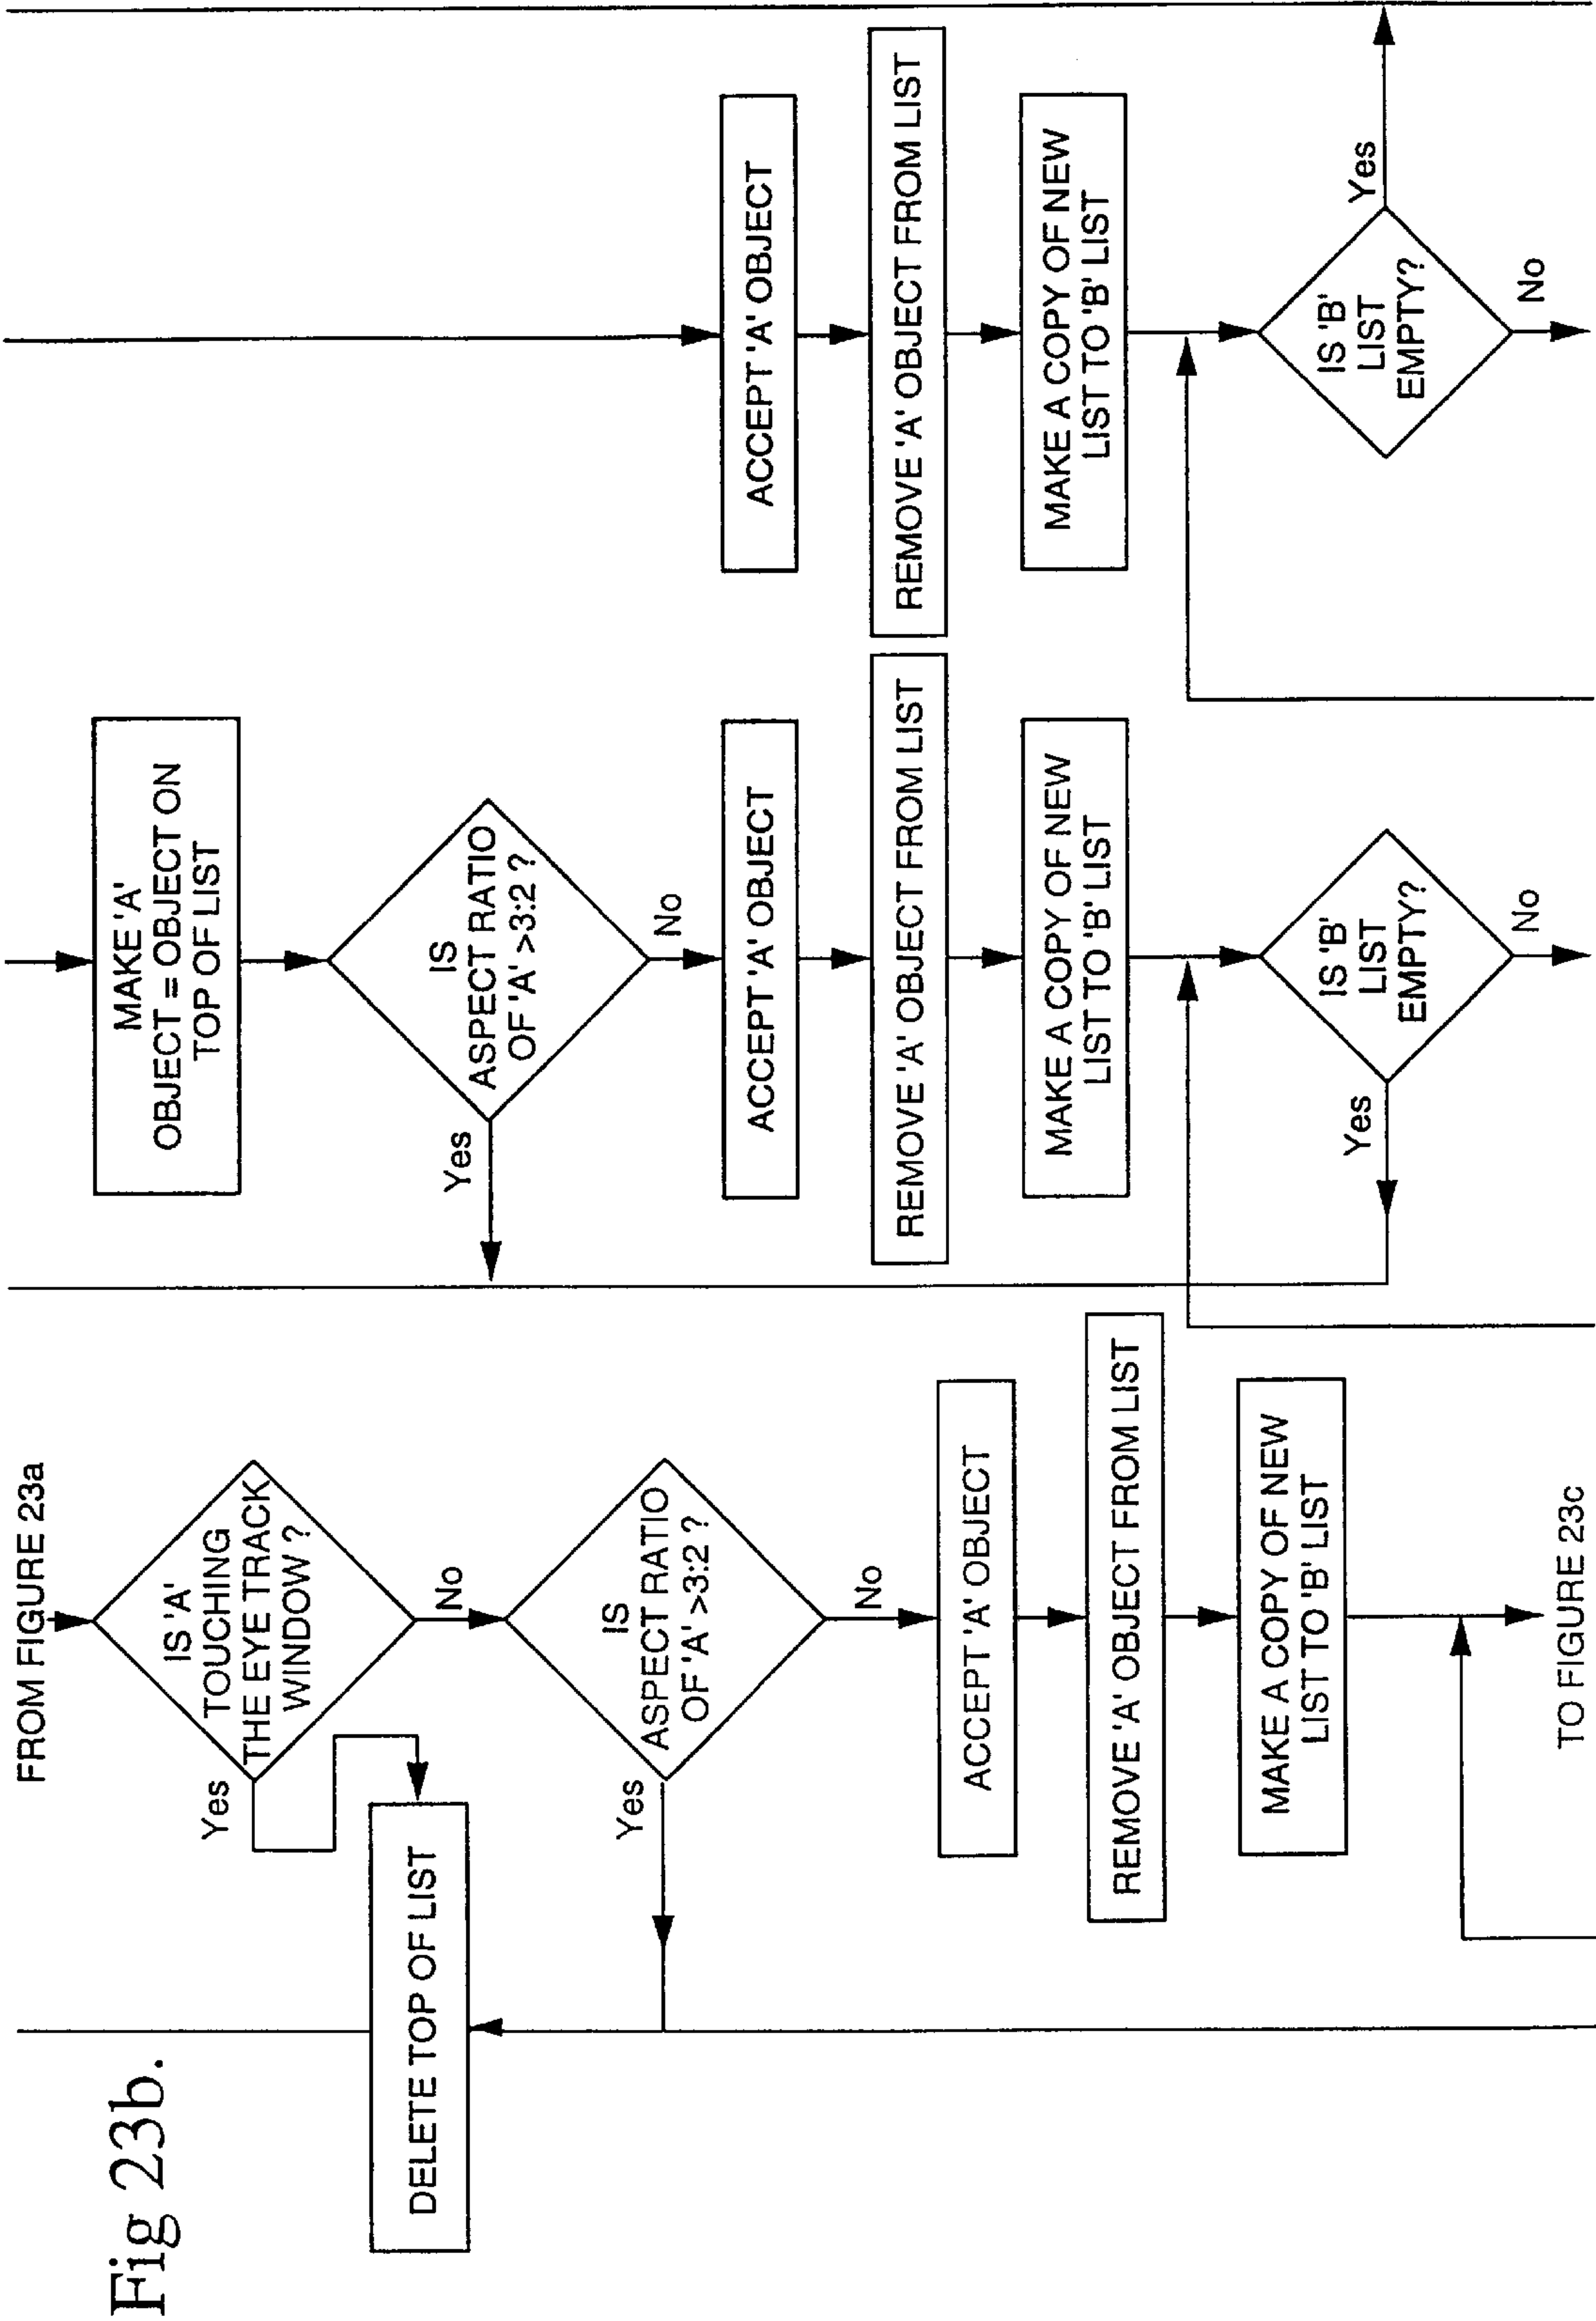 Fig 23b.
FROM FIGURE 23a
IS 'A'
TOUCHING
THE EYE TRACK
WINDOW ?
Yes
No
DELETE TOP OF LIST
IS
ASPECT RATIO
OF 'A' >3:2 ?
Yes
No
ACCEPT 'A' OBJECT
REMOVE 'A' OBJECT FROM LIST
MAKE A COPY OF NEW
LIST TO 'B' LIST
TO FIGURE 23c
MAKE 'A'
OBJECT = OBJECT ON
TOP OF LIST
IS
ASPECT RATIO
OF 'A' >3:2 ?
Yes
No
ACCEPT 'A' OBJECT
REMOVE 'A' OBJECT FROM LIST
MAKE A COPY OF NEW
LIST TO 'B' LIST
IS 'B'
LIST
EMPTY?
Yes
No
ACCEPT 'A' OBJECT
REMOVE 'A' OBJECT FROM LIST
MAKE A COPY OF NEW
LIST TO 'B' LIST
IS 'B'
LIST
EMPTY?
Yes
No